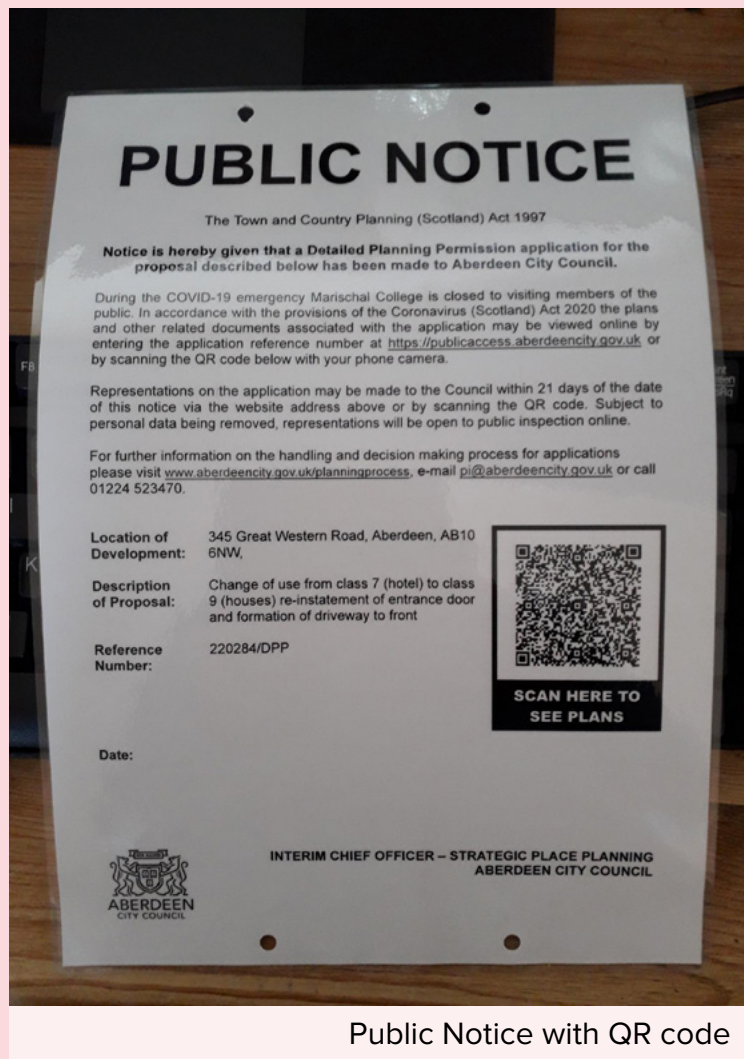 PUBLIC NOTICE
The Town and Country Planning (Scotland) Act 1997
Notice is hereby given that a Detailed Planning Permission application for the
proposal described below has been made to Aberdeen City Council.
During the COVID-19 emergency Marischal College is closed to visiting members of the
public. In accordance with the provisions of the Coronavirus (Scotland) Act 2020 the plans
and other related documents associated with the application may be viewed online by
entering the application reference number at https://publicaccess.aberdeencity.gov.uk or
by scanning the QR code below with your phone camera.
Representations on the application may be made to the Council within 21 days of the date
of this notice via the website address above or by scanning the QR code. Subject to
personal data being removed, representations will be open to public inspection online.
For further information on the handling and decision making process for applications
please visit www.aberdeencity.gov.uk/planningprocess, e-mail pi@aberdeencity.gov.uk or call
01224 523470.
Location of Development: 345 Great Western Road, Aberdeen, AB10
6NW,
Description of Proposal: Change of use from class 7 (hotel) to class
9 (houses) re-instatement of entrance door
and formation of driveway to front
Reference Number: 220284/DPP
SCAN HERE TO
SEE PLANS
Date:
INTERIM CHIEF OFFICER – STRATEGIC PLACE PLANNING
ABERDEEN CITY COUNCIL
ABERDEEN
CITY COUNCIL
F8
K
Public Notice with QR code